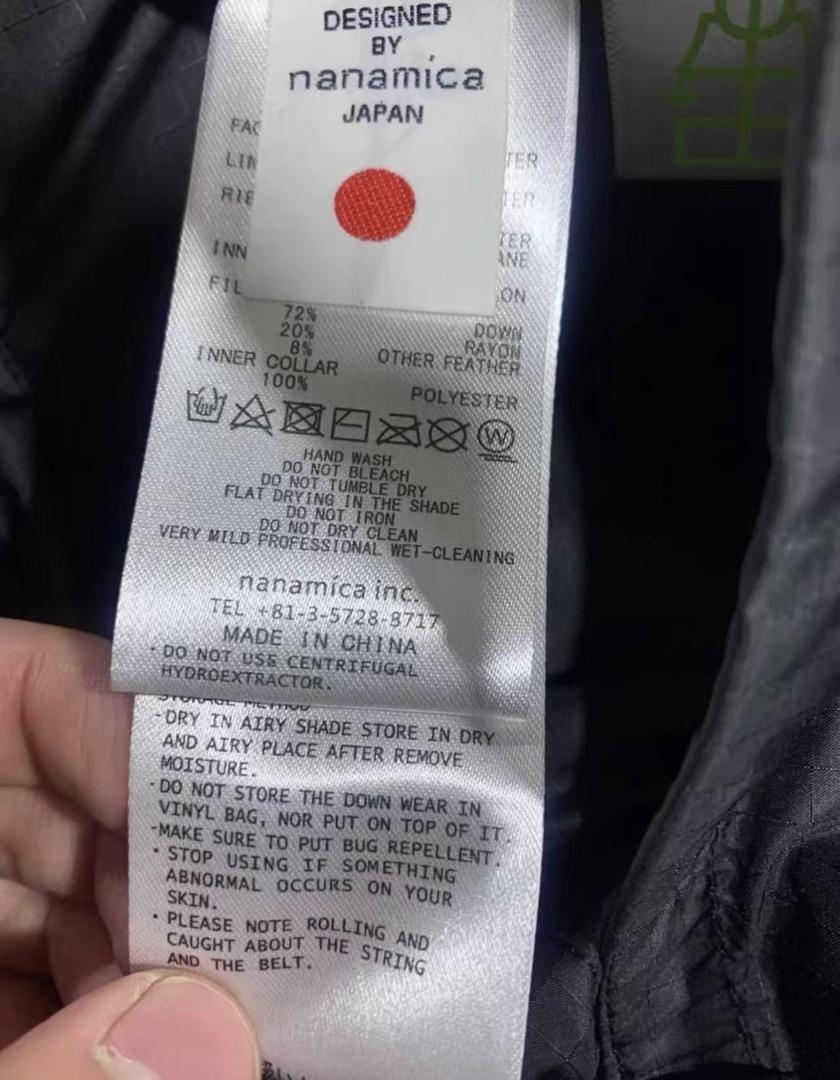 DESIGNED
BY
nanamica
JAPAN
72% DOWN
20% RAYON
8% OTHER FEATHER
INNER COLLAR
100% POLYESTER
W
HAND WASH
DO NOT BLEACH
DO NOT TUMBLE DRY
FLAT DRYING IN THE SHADE
DO NOT IRON
DO NOT DRY CLEAN
VERY MILD PROFESSIONAL WET-CLEANING
nanamica inc.
TEL +81-3-5728-8717
MADE IN CHINA
・DO NOT USE CENTRIFUGAL
HYDROEXTRACTOR.
STORAGE METHOD
-DRY IN AIRY SHADE STORE IN DRY
AND AIRY PLACE AFTER REMOVE
MOISTURE.
-DO NOT STORE THE DOWN WEAR IN
VINYL BAG, NOR PUT ON TOP OF IT.
-MAKE SURE TO PUT BUG REPELLENT.
・STOP USING IF SOMETHING
ABNORMAL OCCURS ON YOUR
SKIN.
・PLEASE NOTE ROLLING AND
CAUGHT ABOUT THE STRING
AND THE BELT.